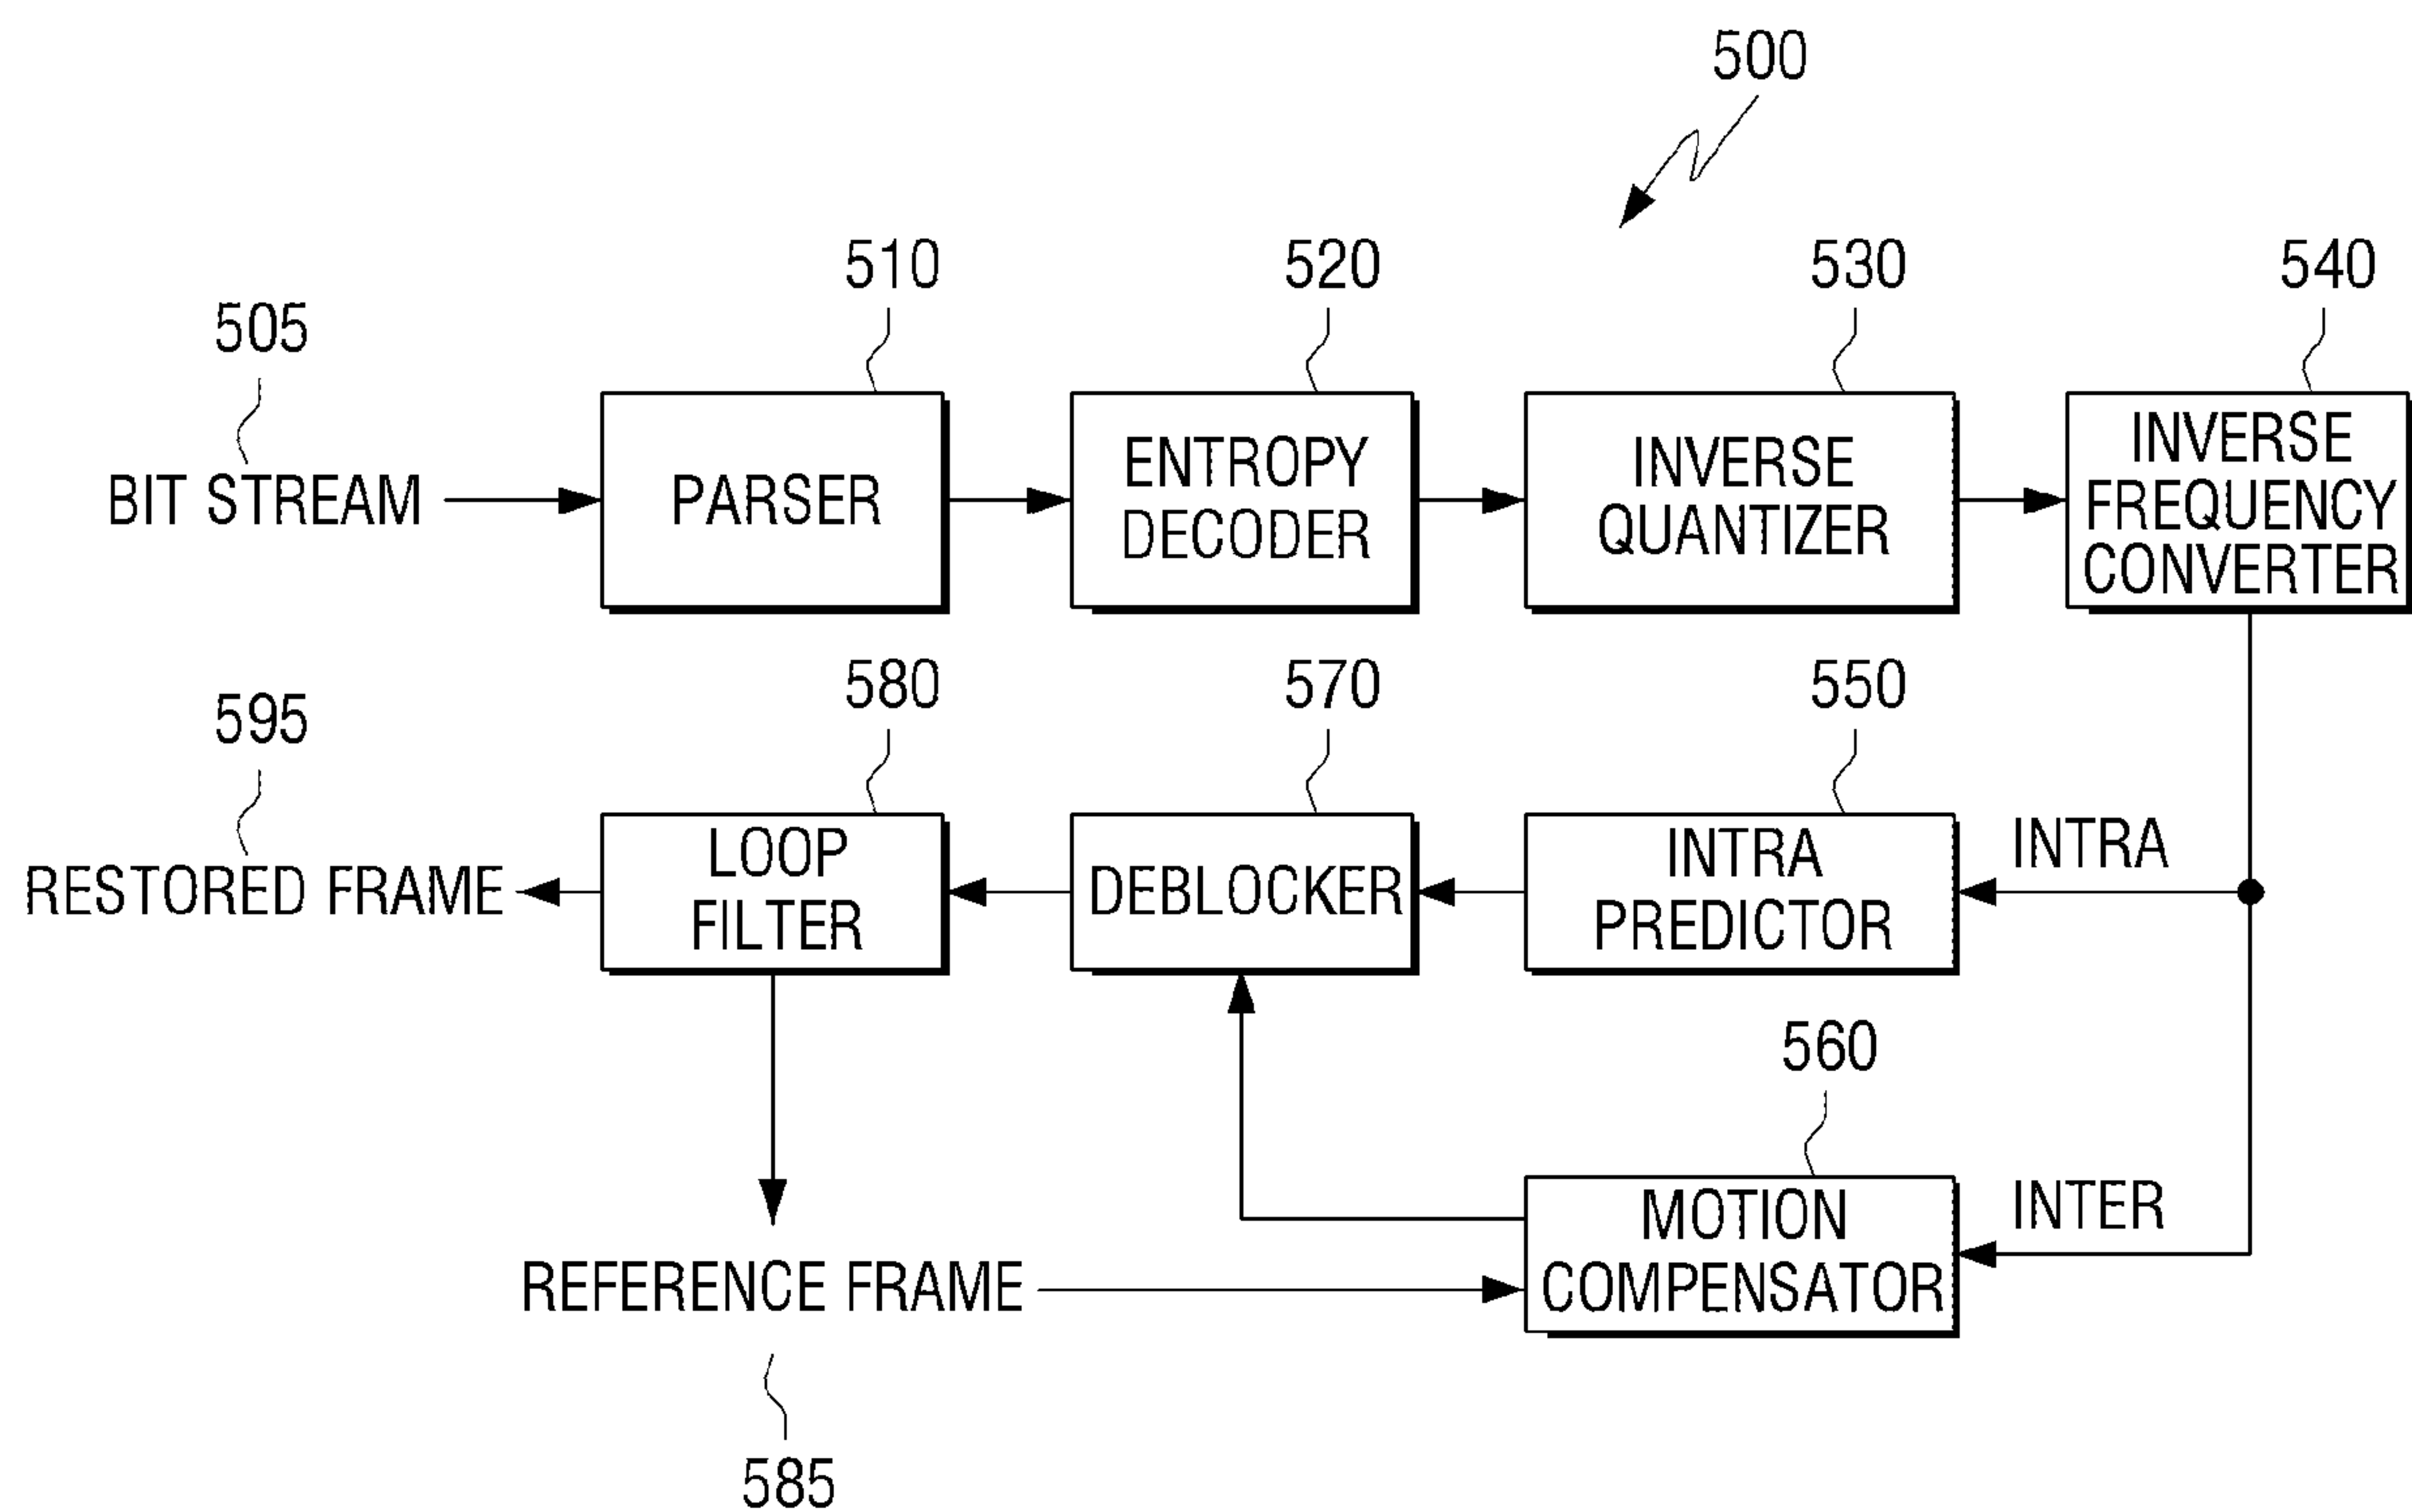 500
510
520
530
540
505
BIT STREAM
PARSER
ENTROPY
DECODER
INVERSE
QUANTIZER
INVERSE
FREQUENCY
CONVERTER
595
580
570
550
RESTORED FRAME
LOOP
FILTER
DEBLOCKER
INTRA
PREDICTOR
INTRA
560
MOTION
COMPENSATOR
INTER
REFERENCE FRAME
585